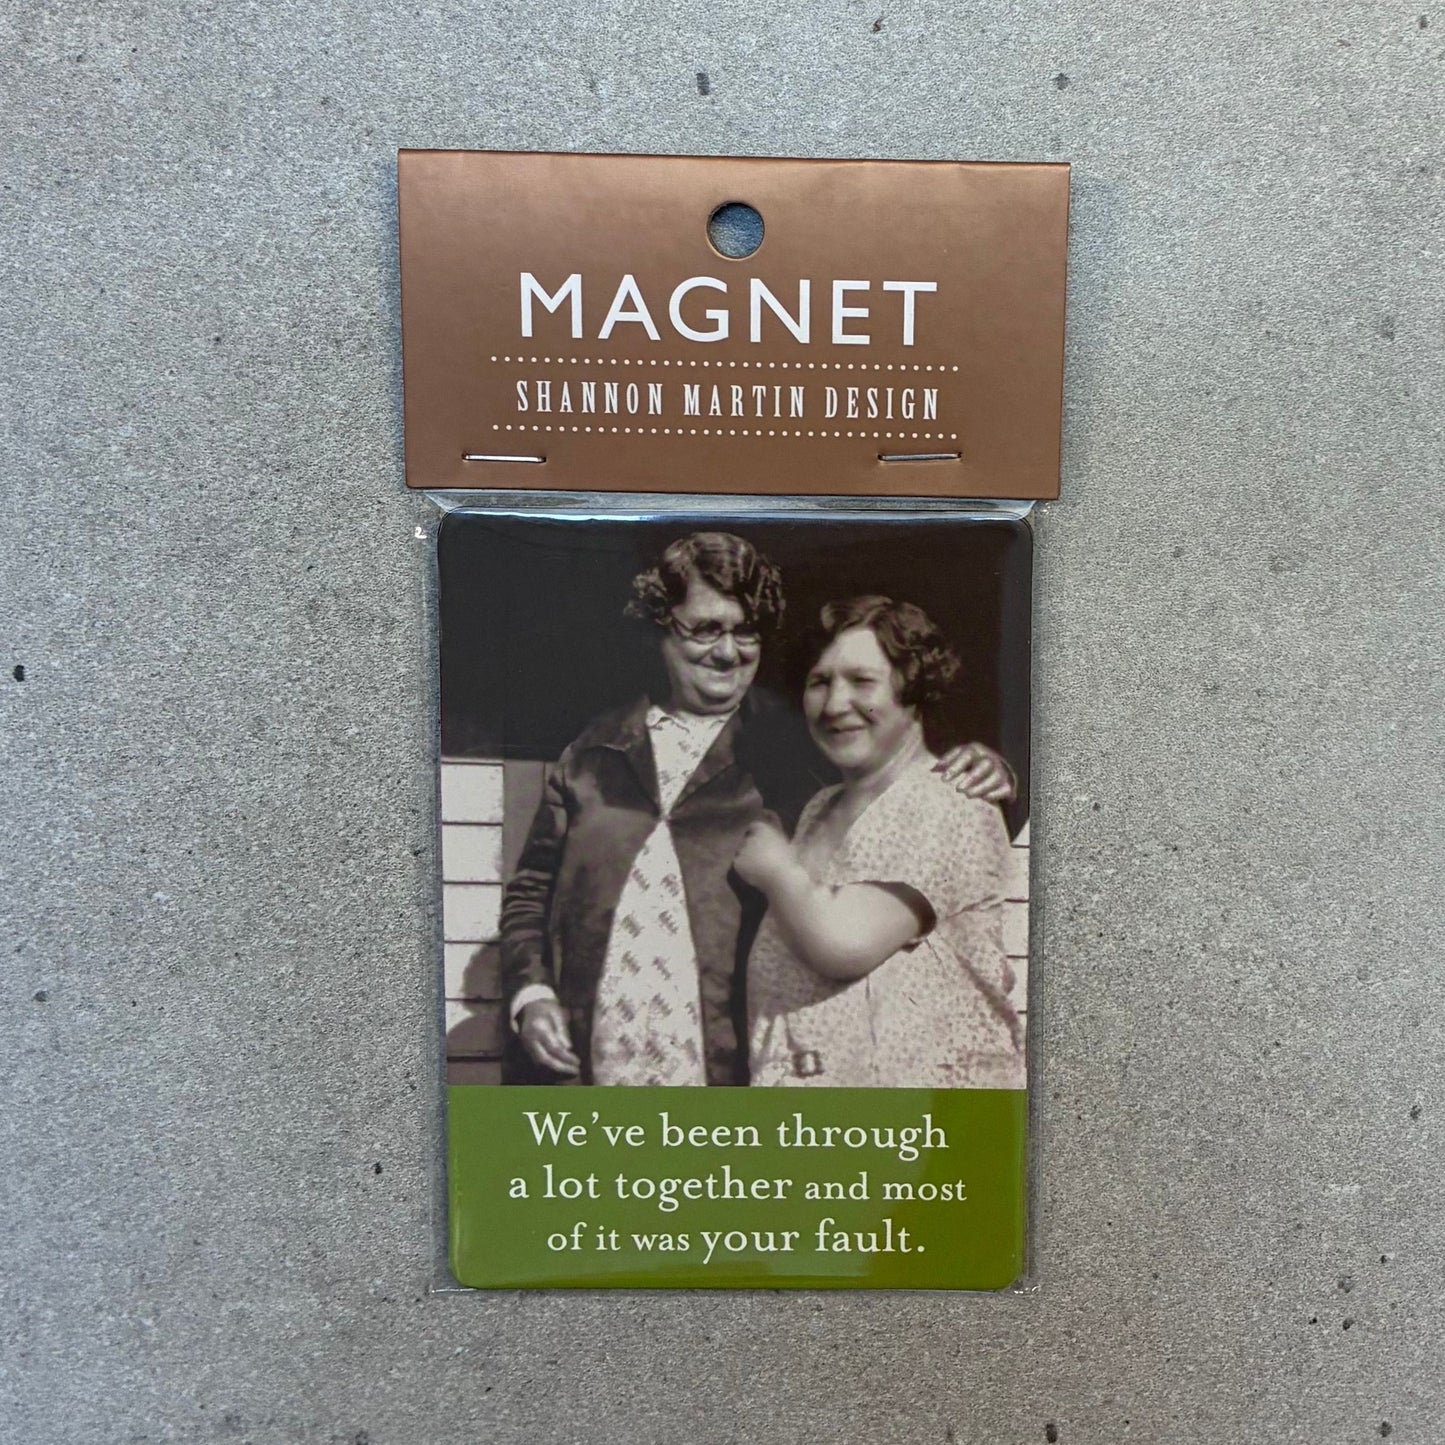 MAGNET
SHANNON MARTIN DESIGN
We've been through
a lot together and most
of it was your fault.